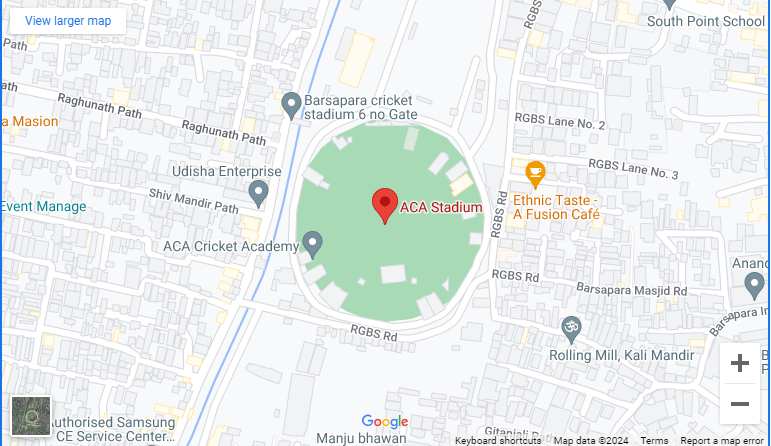 View larger map
South Point School
RGBS Rd
Raghunath Path
Barsapara cricket
stadium 6 no Gate
a Masion
Raghunath Path
RGBS Lane No. 2
RGBS Lane No. 3
Udisha Enterprise
Shiv Mandir Path
Ethnic Taste -
A Fusion Café
ACA Stadium
Event Manage
RGBS Rd
ACA Cricket Academy
RGBS Rd
Barsapara Masjid Rd
Anand
Barsapara
RGBS Rd
Rolling Mill, Kali Mandir
Authorised Samsung
CE Service Center...
Google
Manju bhawan
Gitanjali
Keyboard shortcuts
Map data ©2024
Terms
Report a map error